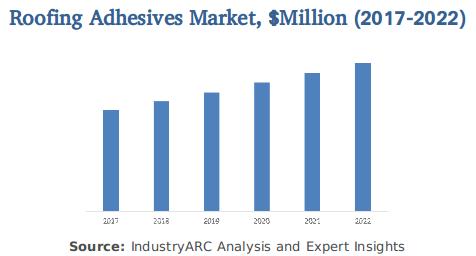 Roofing Adhesives Market, $Million (2017-2022)
2017 2018 2019 2020 2021 2022
Source: IndustryARC Analysis and Expert Insights